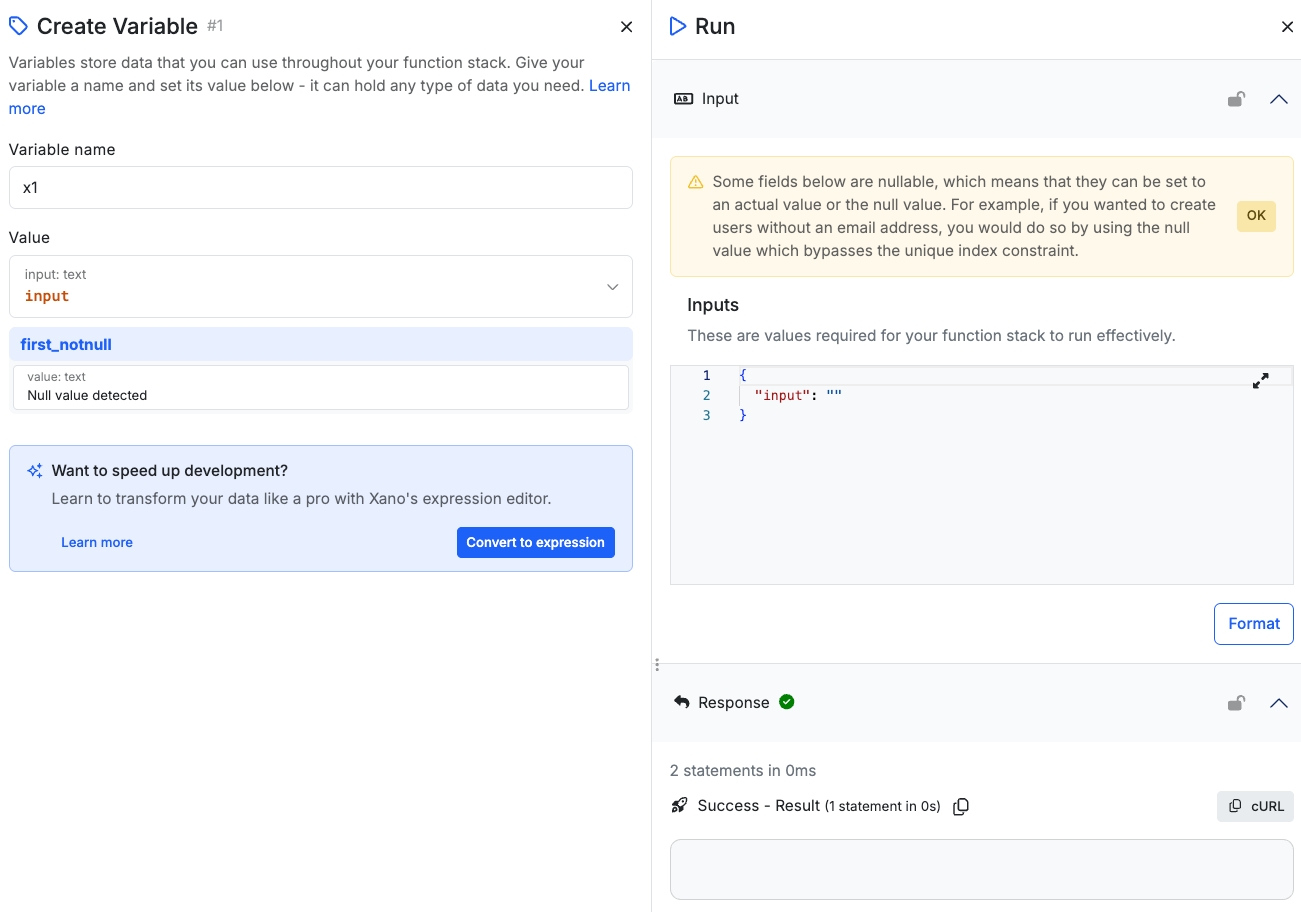 Create Variable #1
Variables store data that you can use throughout your function stack. Give your
variable a name and set its value below - it can hold any type of data you need. Learn
more
Variable name
x1
Value
input: text
input
first_notnull
value: text
Null value detected
Want to speed up development?
Learn to transform your data like a pro with Xano's expression editor.
Learn more
Convert to expression
Run
Input
Some fields below are nullable, which means that they can be set to
an actual value or the null value. For example, if you wanted to create
users without an email address, you would do so by using the null
value which bypasses the unique index constraint.
OK
Inputs
These are values required for your function stack to run effectively.
1 {
2 "input": ""
3 }
Format
Response
2 statements in 0ms
Success - Result (1 statement in 0s)
cURL